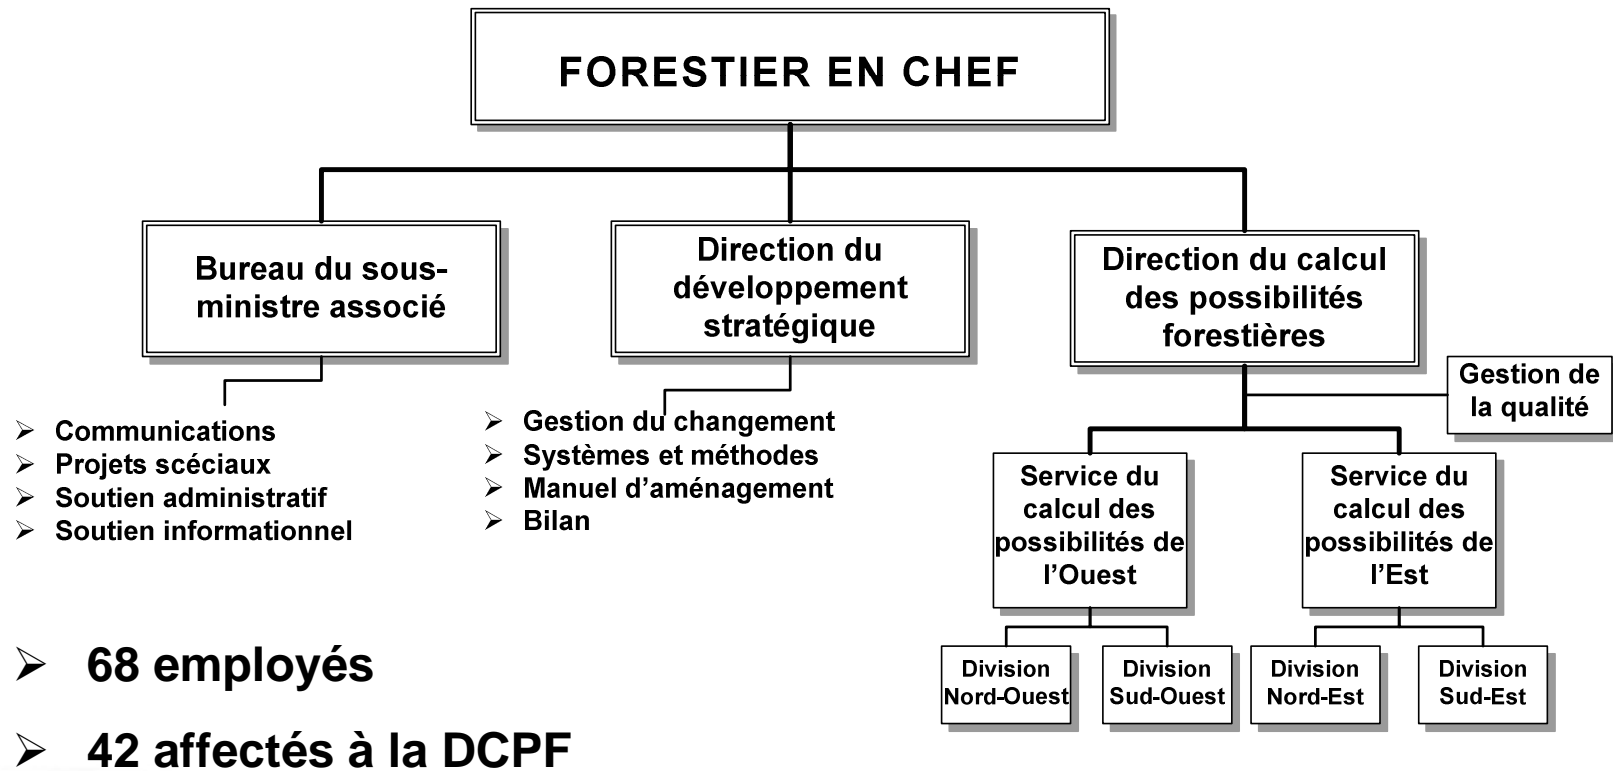 FORESTIER EN CHEF
Bureau du sous-
ministre associé
Direction du
développement
stratégique
Direction du calcul
des possibilités
forestières
Gestion de
la qualité
➢ Communications
➢ Projets scéciaux
➢ Soutien administratif
➢ Soutien informationnel
➢ Gestion du changement
➢ Systèmes et méthodes
➢ Manuel d’aménagement
➢ Bilan
Service du
calcul des
possibilités de
l’Ouest
Service du
calcul des
possibilités de
l’Est
Division
Nord-Ouest
Division
Sud-Ouest
Division
Nord-Est
Division
Sud-Est
➢ 68 employés
➢ 42 affectés à la DCPF